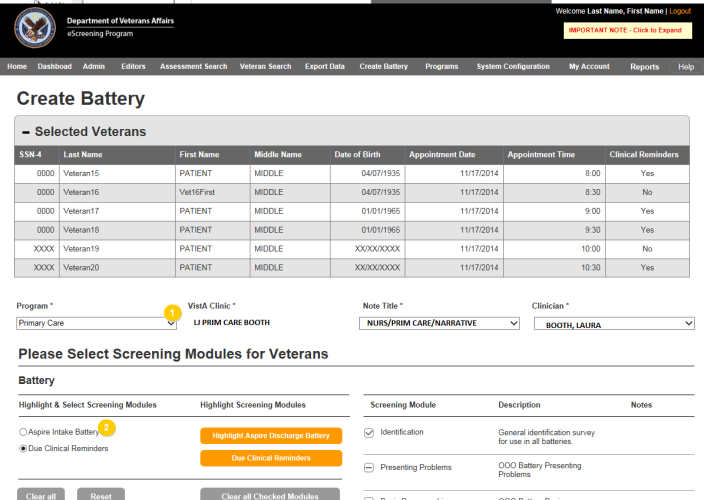 Welcome Last Name, First Name | Logout
Department of Veterans Affairs
eScreening Program
IMPORTANT NOTE - Click to Expand
Home Dashboad Admin Editors Assessment Search Veteran Search Export Data Create Battery Programs System Configuration My Account Reports Help
Create Battery
– Selected Veterans
SSN-4 Last Name First Name Middle Name Date of Birth Appointment Date Appointment Time Clinical Reminders
0000 Veteran15 PATIENT MIDDLE 04/07/1935 11/17/2014 8:00 Yes
0000 Veteran16 Vet16First MIDDLE 04/07/1935 11/17/2014 8:30 No
0000 Veteran17 PATIENT MIDDLE 01/01/1965 11/17/2014 9:00 Yes
0000 Veteran18 PATIENT MIDDLE 01/01/1965 11/17/2014 9:30 Yes
XXXX Veteran19 PATIENT MIDDLE XX/XX/XXXX 11/17/2014 10:00 No
XXXX Veteran20 PATIENT MIDDLE XX/XX/XXXX 11/17/2014 10:30 Yes
Program * VistA Clinic * Note Title * Clinician *
1
Primary Care LJ PRIM CARE BOOTH NURS/PRIM CARE/NARRATIVE BOOTH, LAURA
Please Select Screening Modules for Veterans
Battery
Highlight & Select Screening Modules Highlight Screening Modules Screening Module Description Notes
Aspire Intake Battery 2
Due Clinical Reminders
Highlight Aspire Discharge Battery
Due Clinical Reminders
Identification General identification survey
for use in all batteries.
Presenting Problems OOO Battery Presenting
Problems
Clear all Reset Clear all Checked Modules